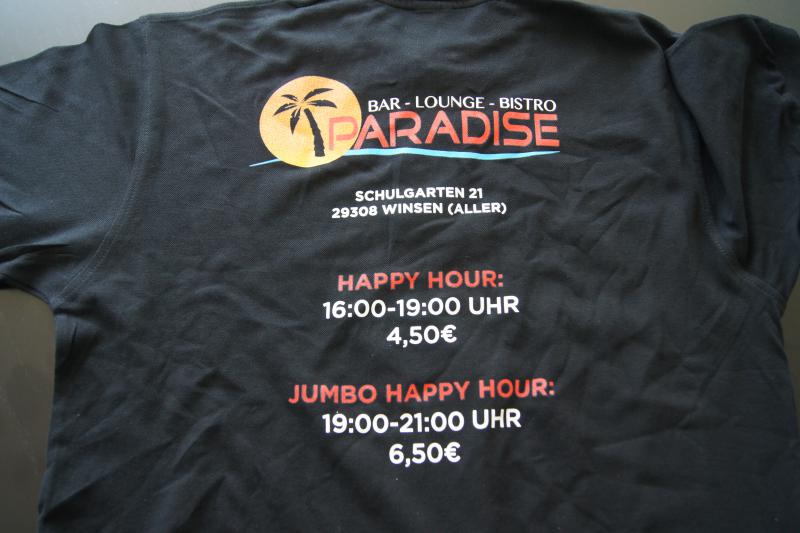 BAR - LOUNGE - BISTRO
PARADISE
SCHULGARTEN 21
29308 WINSEN (ALLER)
HAPPY HOUR:
16:00-19:00 UHR
4,50€
JUMBO HAPPY HOUR:
19:00-21:00 UHR
6,50€